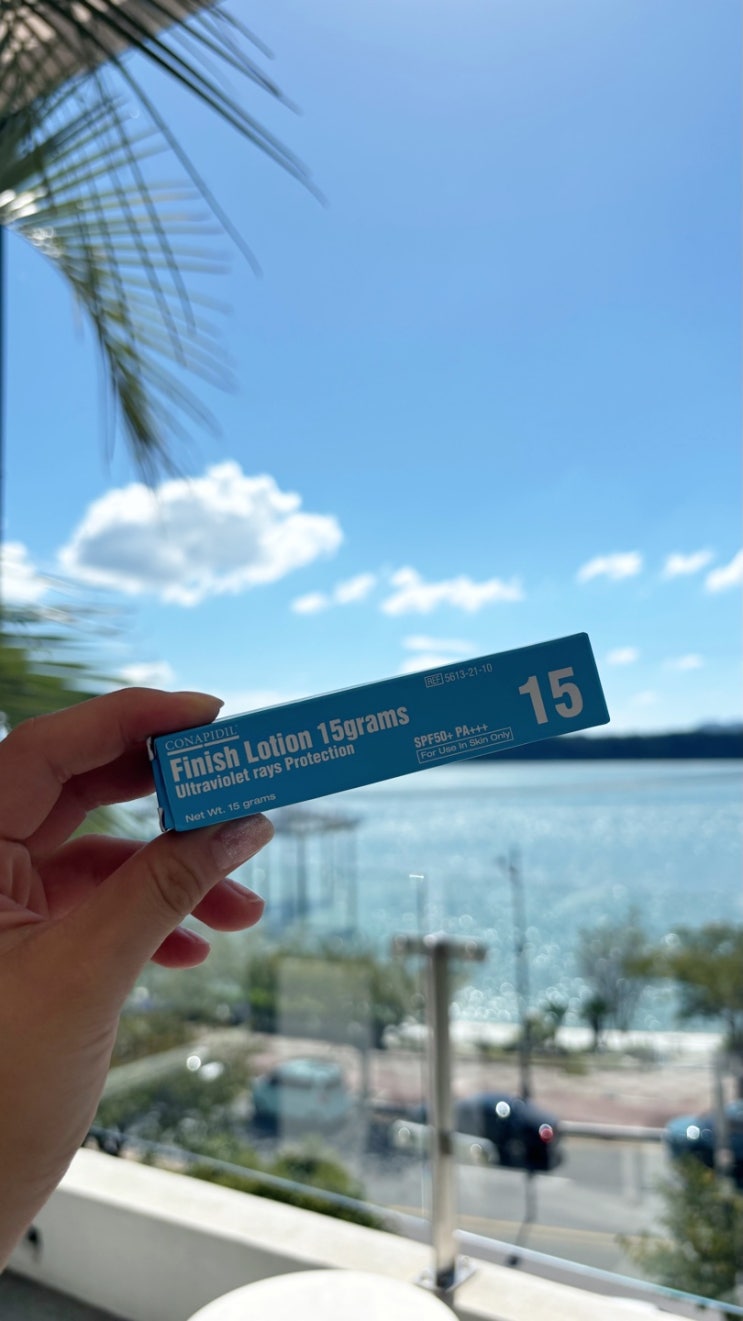 CONAPIDIL
Finish Lotion 15grams
Ultraviolet rays Protection
Net Wt. 15 grams
REF 5613-21-10
SPF50+ PA+++
For Use in Skin Only
15